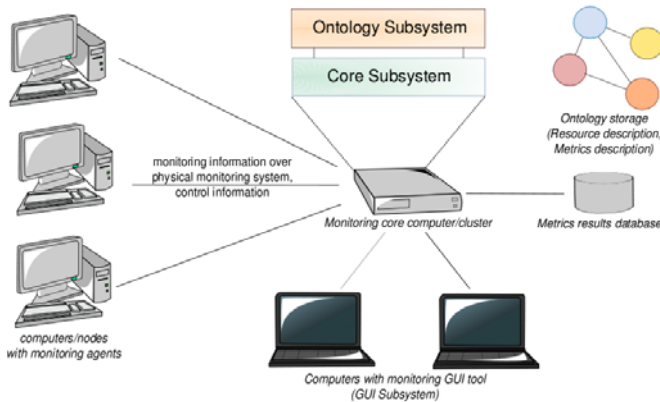 Ontology Subsystem
Core Subsystem
Ontology storage
(Resource description,
Metrics description)
monitoring information over
physical monitoring system,
control information
Monitoring core computer/cluster
Metrics results database
computers/nodes
with monitoring agents
Computers with monitoring GUI tool
(GUI Subsystem)